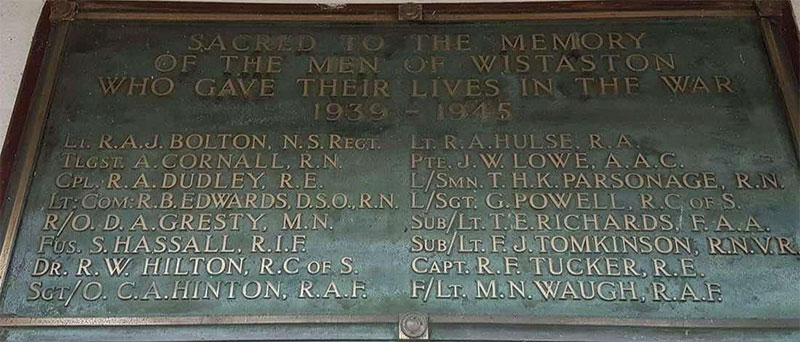 SACRED TO THE MEMORY
OF THE MEN OF WISTASTON
WHO GAVE THEIR LIVES IN THE WAR
1939 - 1945
LT. R.A.J. BOLTON, N.S. REGT.
TLGST. A. CORNALL, R.N.
CPL. R.A. DUDLEY, R.E.
LT: COM: R.B. EDWARDS, D.S.O., R.N.
R/O. D.A. GRESTY, M.N.
FUS. S. HASSALL, R.I.F.
DR. R.W. HILTON, R.C OF S.
SGT/O. C.A. HINTON, R.A.F.
LT. R.A. HULSE, R.A.
PTE. J.W. LOWE, A.A.C.
L/SMN. T.H.K. PARSONAGE, R.N.
L/SGT. G. POWELL, R.C OF S.
SUB/LT. T.E. RICHARDS, F.A.A.
SUB/LT. F.J. TOMKINSON, R.N.V.R.
CAPT. R.F. TUCKER, R.E.
F/LT. M.N. WAUGH, R.A.F.